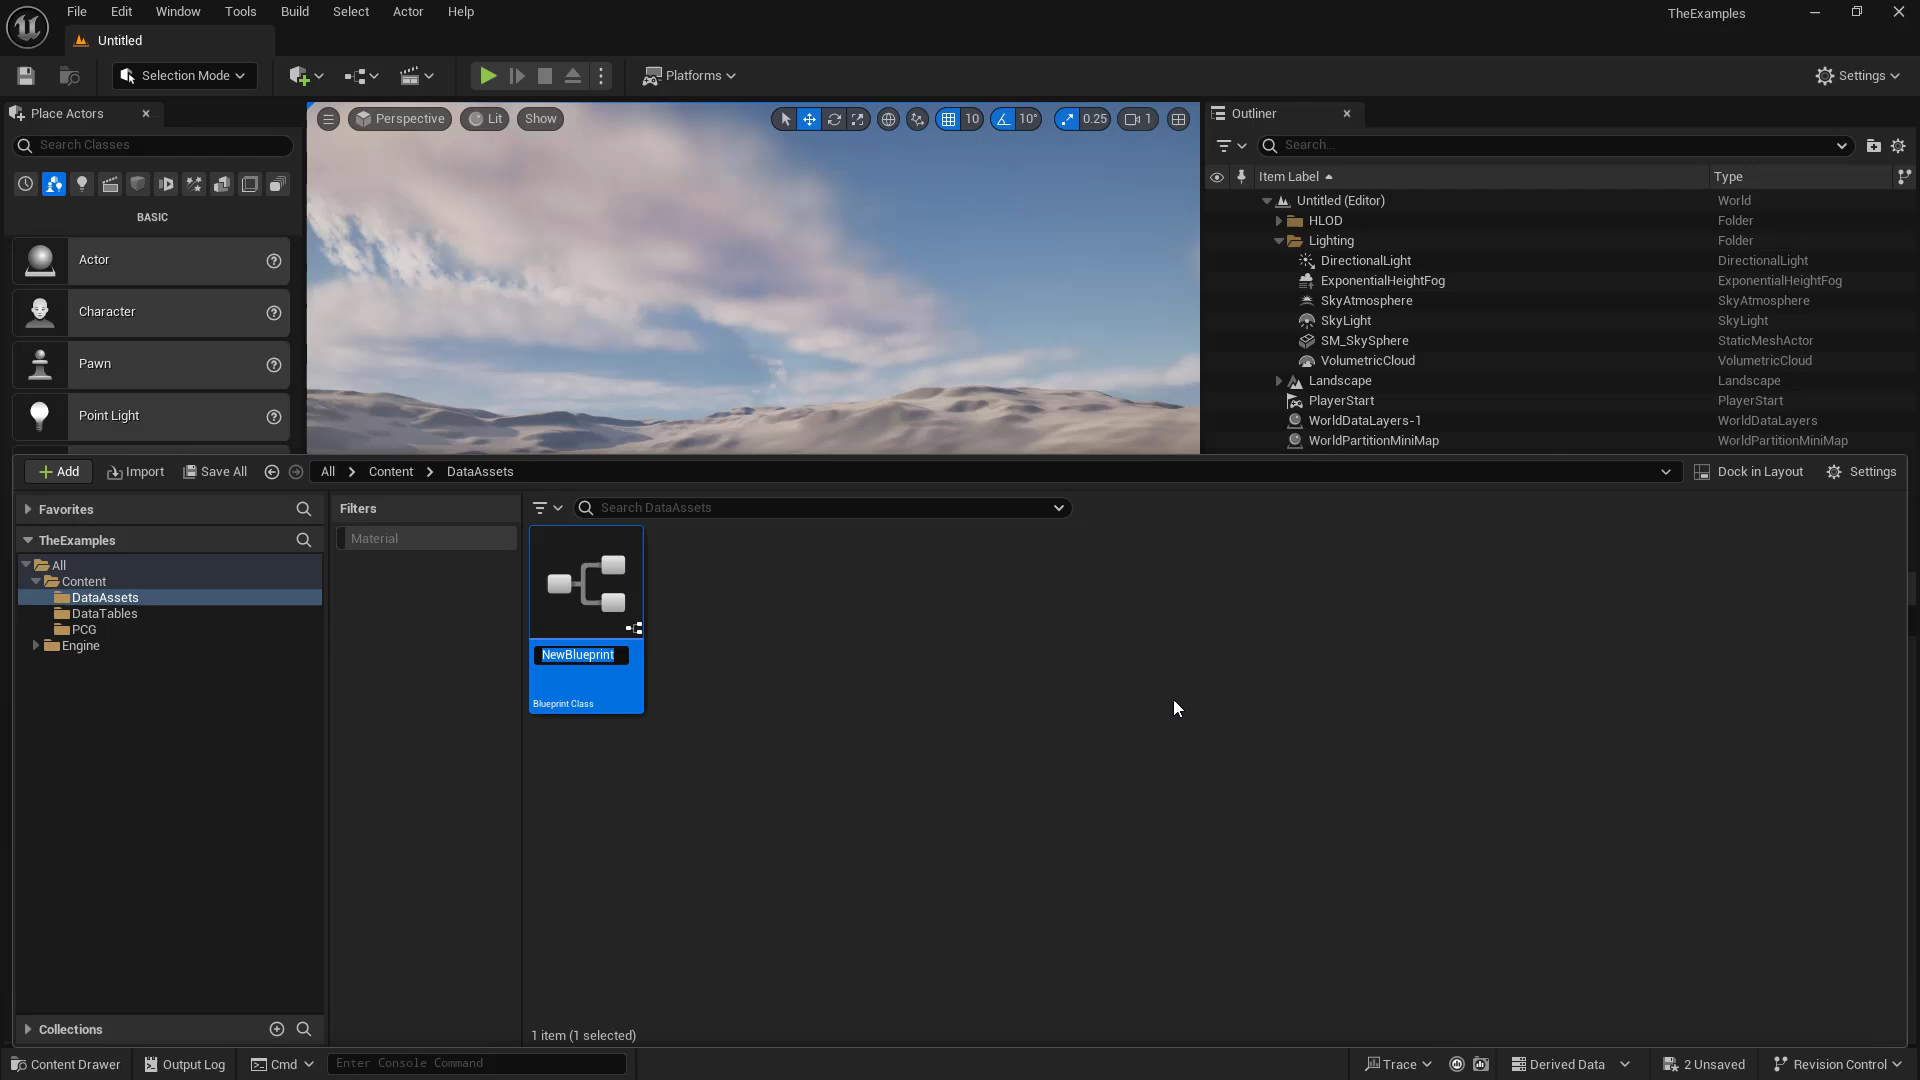 File Edit Window Tools Build Select Actor Help
TheExamples
Untitled
Selection Mode
Platforms
Settings
Place Actors
Search Classes
BASIC
Actor
Character
Pawn
Point Light
Perspective
Lit
Show
10
10°
0.25
1
Outliner
Search...
Item Label
Type
Untitled (Editor) World
HLOD Folder
Lighting Folder
DirectionalLight DirectionalLight
ExponentialHeightFog ExponentialHeightFog
SkyAtmosphere SkyAtmosphere
SkyLight SkyLight
SM_SkySphere StaticMeshActor
VolumetricCloud VolumetricCloud
Landscape Landscape
PlayerStart PlayerStart
WorldDataLayers-1 WorldDataLayers
WorldPartitionMiniMap WorldPartitionMiniMap
Add
Import
Save All
All > Content > DataAssets
Dock in Layout
Settings
Favorites
TheExamples
All
Content
DataAssets
DataTables
PCG
Engine
Collections
Filters
Material
Search DataAssets
NewBlueprint
Blueprint Class
1 item (1 selected)
Content Drawer
Output Log
Cmd
Enter Console Command
Trace
Derived Data
2 Unsaved
Revision Control